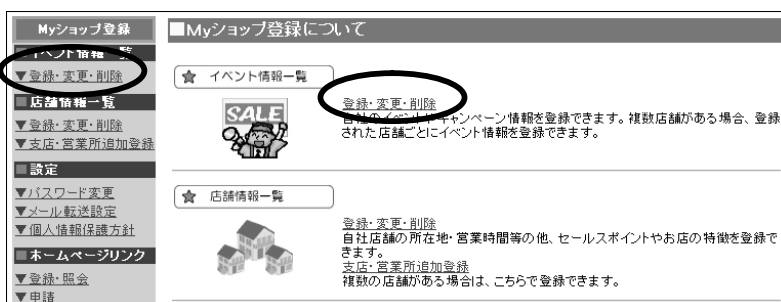 Myショップ登録
■イベント情報一覧
▼登録・変更・削除
■店舗情報一覧
▼登録・変更・削除
▼支店・営業所追加登録
■設定
▼パスワード変更
▼メール転送設定
▼個人情報保護方針
■ホームページリンク
▼登録・照会
▼申請
■Myショップ登録について
★ イベント情報一覧
SALE
登録・変更・削除
自社のイベントやキャンペーン情報を登録できます。複数店舗がある場合、登録
された店舗ごとにイベント情報を登録できます。
★ 店舗情報一覧
登録・変更・削除
自社店舗の所在地・営業時間等の他、セールスポイントやお店の特徴を登録で
きます。
支店・営業所追加登録
複数の店舗がある場合は、こちらで登録できます。